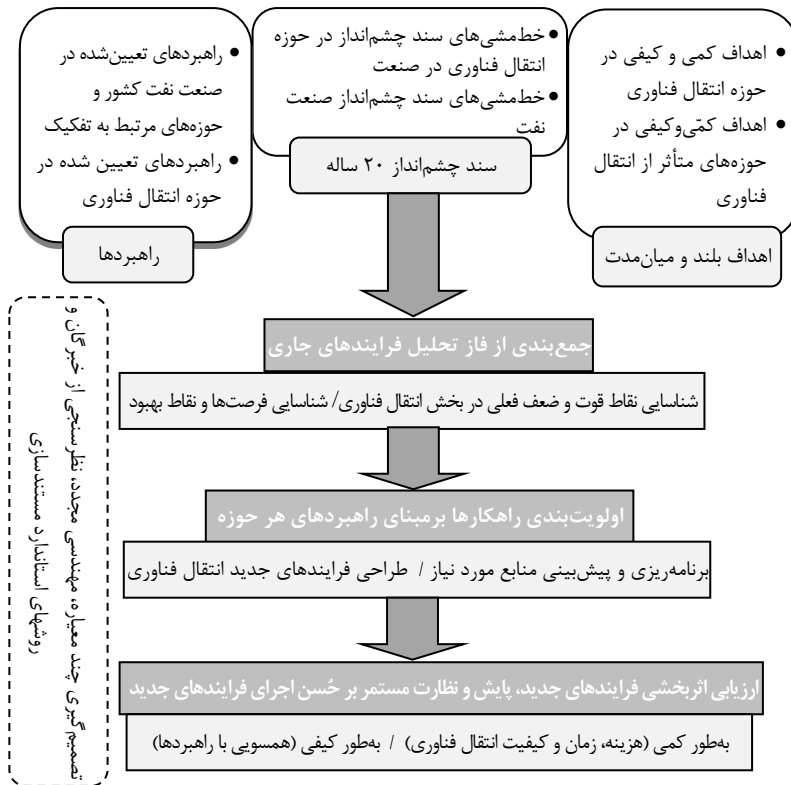 اهداف کمی و کیفی در
حوزه انتقال فناوری
اهداف کمّی‌وکیفی در
حوزه‌های متأثر از انتقال
فناوری
اهداف بلند و میان‌مدت
خط‌مشی‌های سند چشم‌انداز در حوزه
انتقال فناوری در صنعت
خط‌مشی‌های سند چشم‌انداز صنعت
نفت
سند چشم‌انداز ۲۰ ساله
راهبردهای تعیین‌شده در
صنعت نفت کشور و
حوزه‌های مرتبط به تفکیک
راهبردهای تعیین شده در
حوزه انتقال فناوری
راهبردها
جمع‌بندی از فاز تحلیل فرایندهای جاری
شناسایی نقاط قوت و ضعف فعلی در بخش انتقال فناوری/ شناسایی فرصت‌ها و نقاط بهبود
اولویت‌بندی راهکارها برمبنای راهبردهای هر حوزه
برنامه‌ریزی و پیش‌بینی منابع مورد نیاز / طراحی فرایندهای جدید انتقال فناوری
ارزیابی اثربخشی فرایندهای جدید، پایش و نظارت مستمر بر حُسن اجرای فرایندهای جدید
به‌طور کمی (هزینه، زمان و کیفیت انتقال فناوری) / به‌طور کیفی (همسویی با راهبردها)
تصمیم‌گیری چند معیاره، مهندسی مجدد، نظرسنجی از خبرگان و
روشهای استاندارد مستندسازی